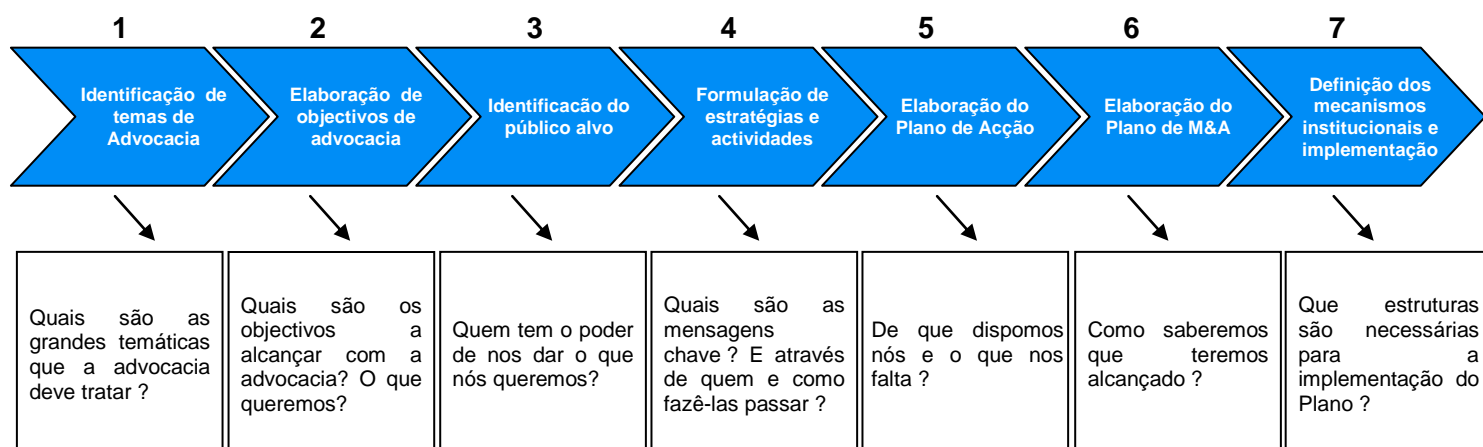 1
2
3
4
5
6
7
Identificação de
temas de
Advocacia
Elaboração de
objectivos de
advocacia
Identificacão do
público alvo
Formulação de
estratégias e
actividades
Elaboração do
Plano de Acção
Elaboração do
Plano de M&A
Definição dos
mecanismos
institucionais e
implementação
Quais são as
grandes temáticas
que a advocacia
deve tratar ?
Quais são os
objectivos a
alcançar com a
advocacia? O que
queremos?
Quem tem o poder
de nos dar o que
nós queremos?
Quais são as
mensagens
chave ? E através
de quem e como
fazê-las passar ?
De que dispomos
nós e o que nos
falta ?
Como saberemos
que teremos
alcançado ?
Que estruturas
são necessárias
para a
implementação do
Plano ?